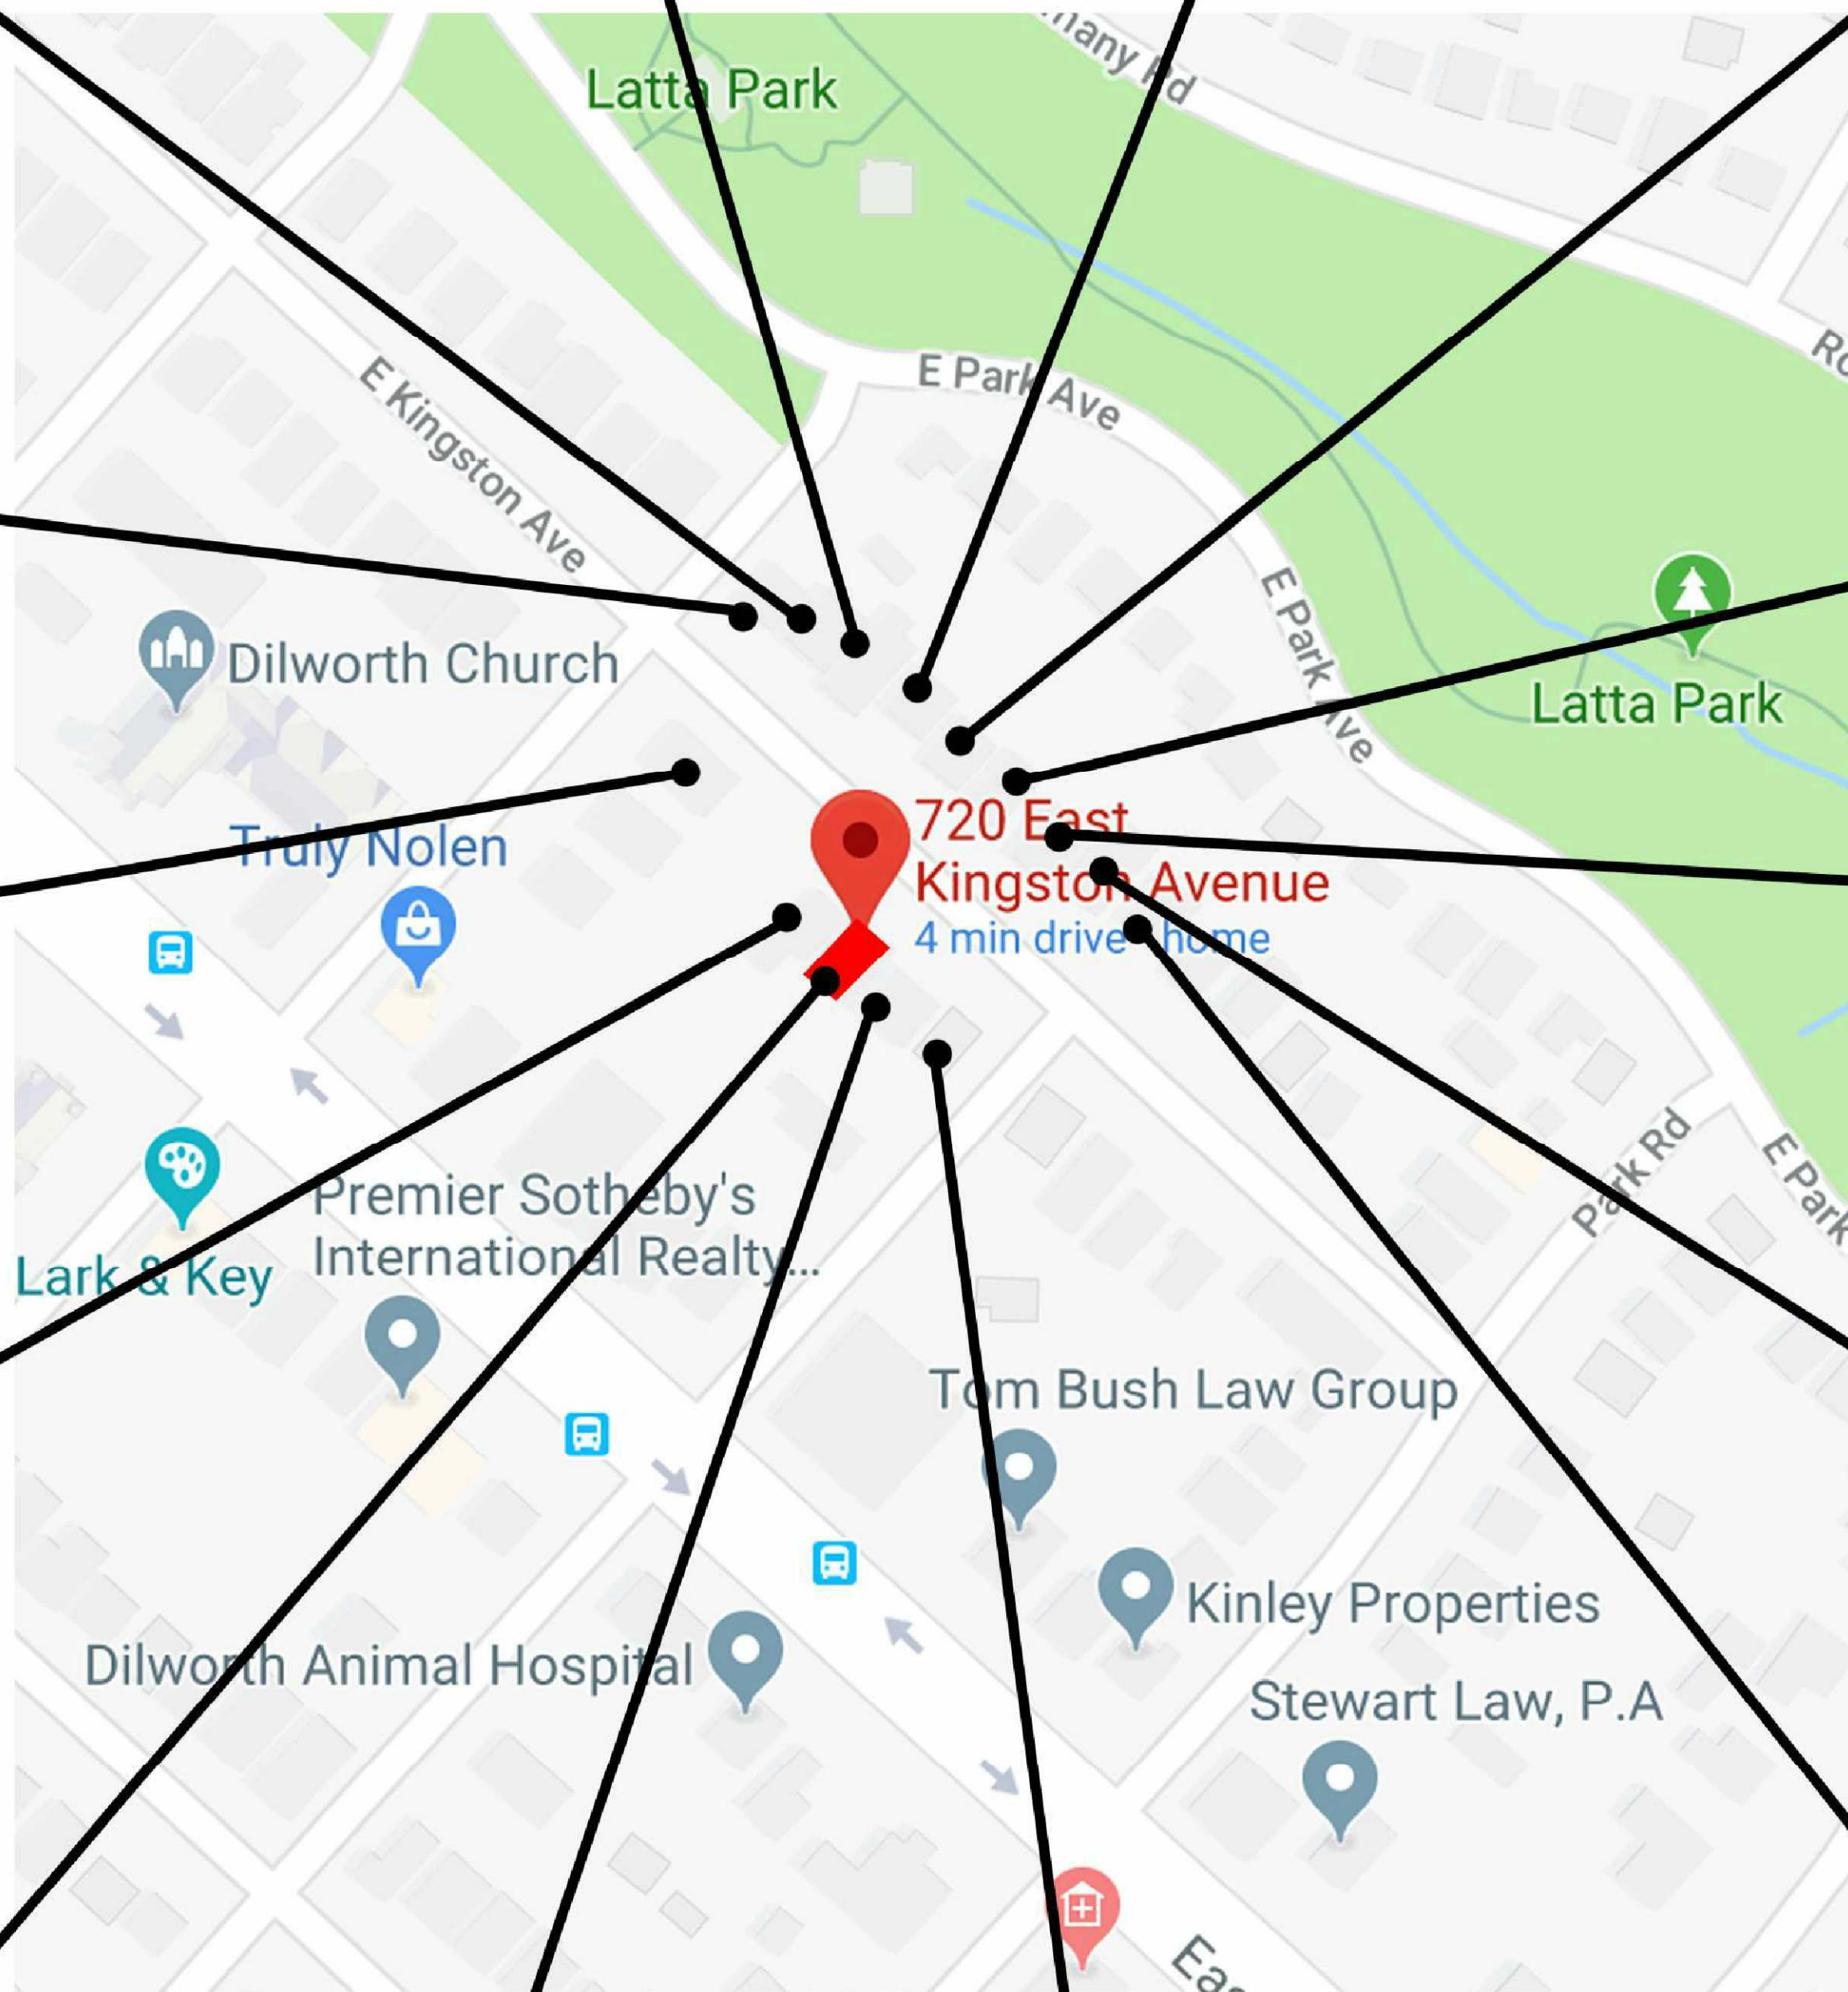 Latta Park
E Park Ave
E Kingston Ave
Dilworth Church
E Park Ave
Latta Park
720 East
Kingston Avenue
4 min drive home
Truly Nolen
Park Rd
E Park
Premier Sotheby's
International Realty...
Lark & Key
Tom Bush Law Group
Kinley Properties
Dilworth Animal Hospital
Stewart Law, P.A